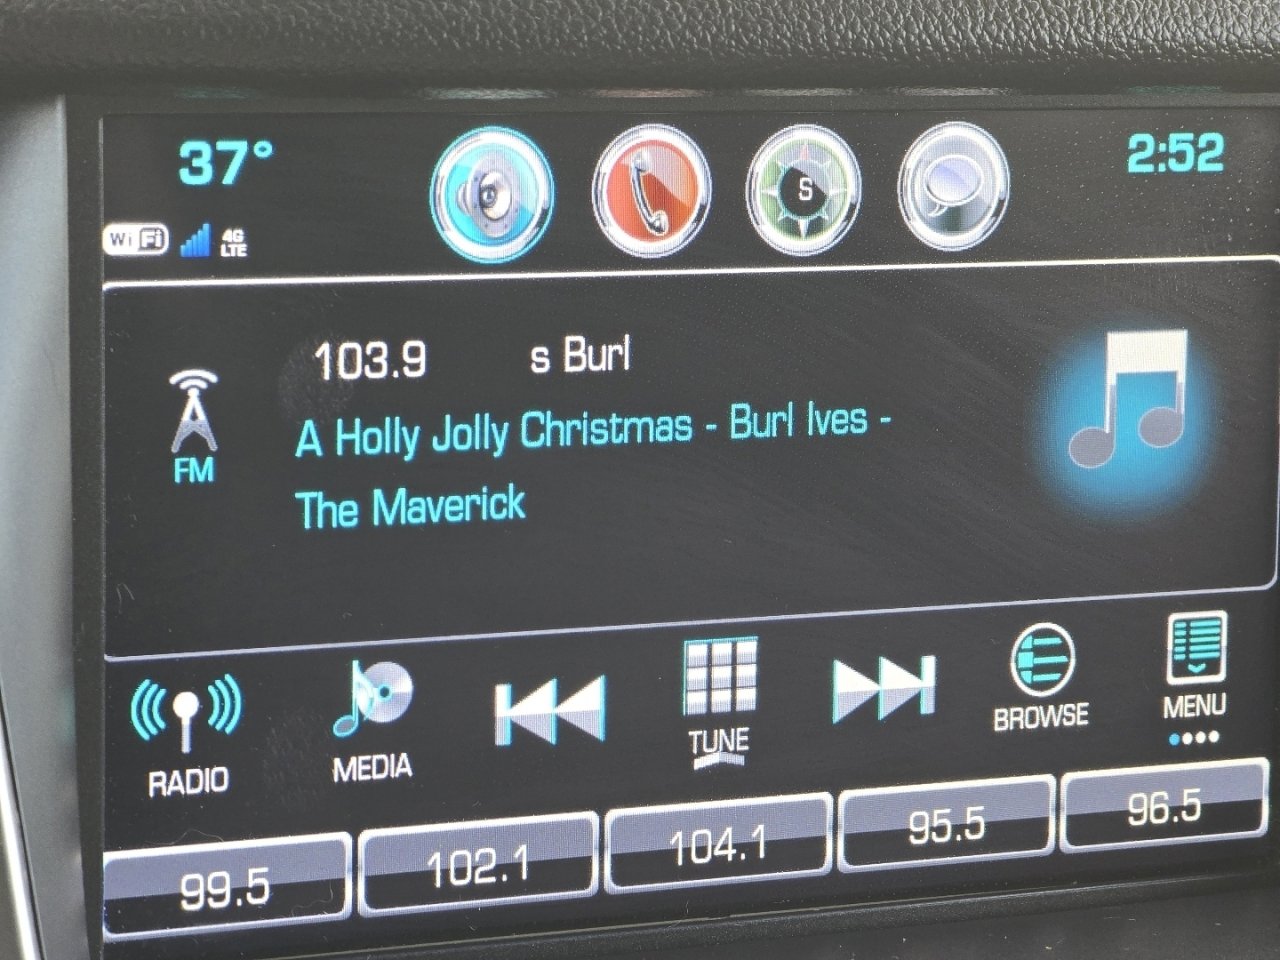 37° 2:52
WiFi 4G LTE S
103.9 s Burl
A Holly Jolly Christmas - Burl Ives -
The Maverick
FM
RADIO MEDIA TUNE BROWSE MENU
99.5 102.1 104.1 95.5 96.5